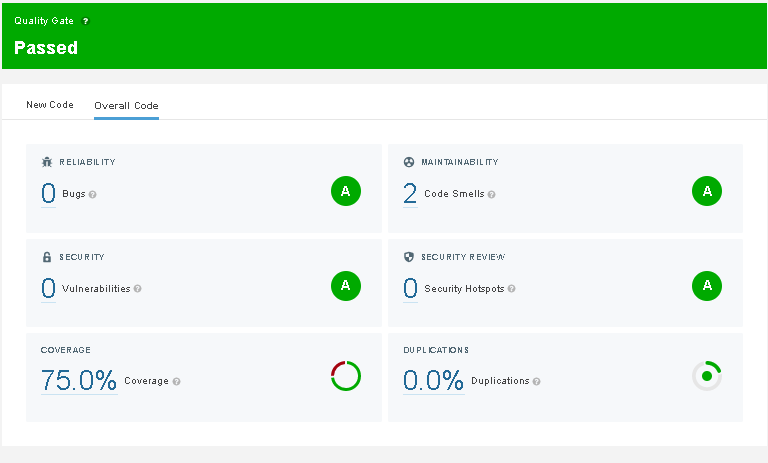 Quality Gate ?
Passed
New Code Overall Code
RELIABILITY
0 Bugs ? A
MAINTAINABILITY
2 Code Smells ? A
SECURITY
0 Vulnerabilities ? A
SECURITY REVIEW
0 Security Hotspots ? A
COVERAGE
75.0% Coverage ?
DUPLICATIONS
0.0% Duplications ?